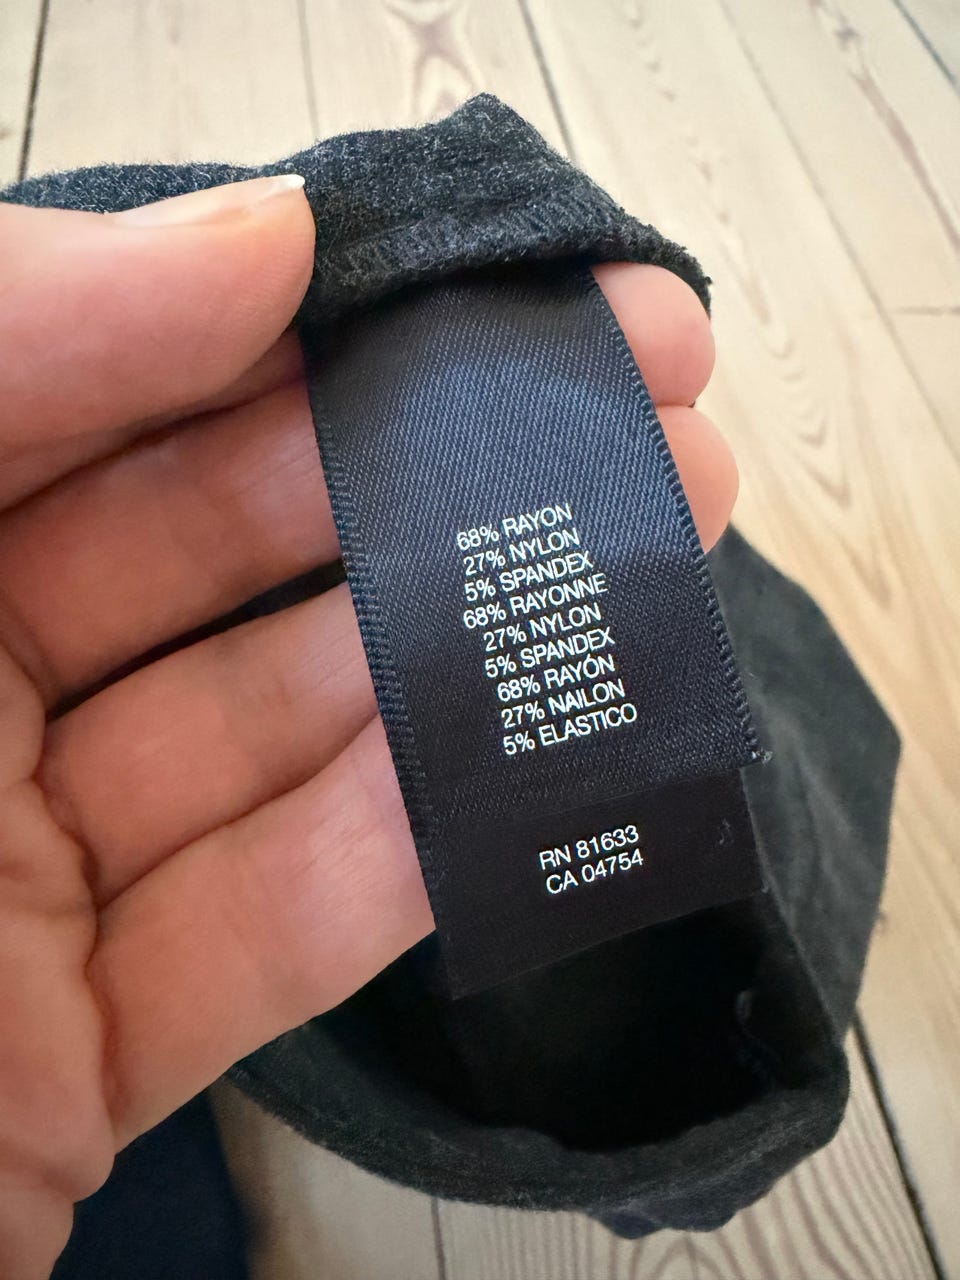 68% RAYON
27% NYLON
5% SPANDEX
68% RAYONNE
27% NYLON
5% SPANDEX
68% RAYÓN
27% NAILON
5% ELASTICO
RN 81633
CA 04754